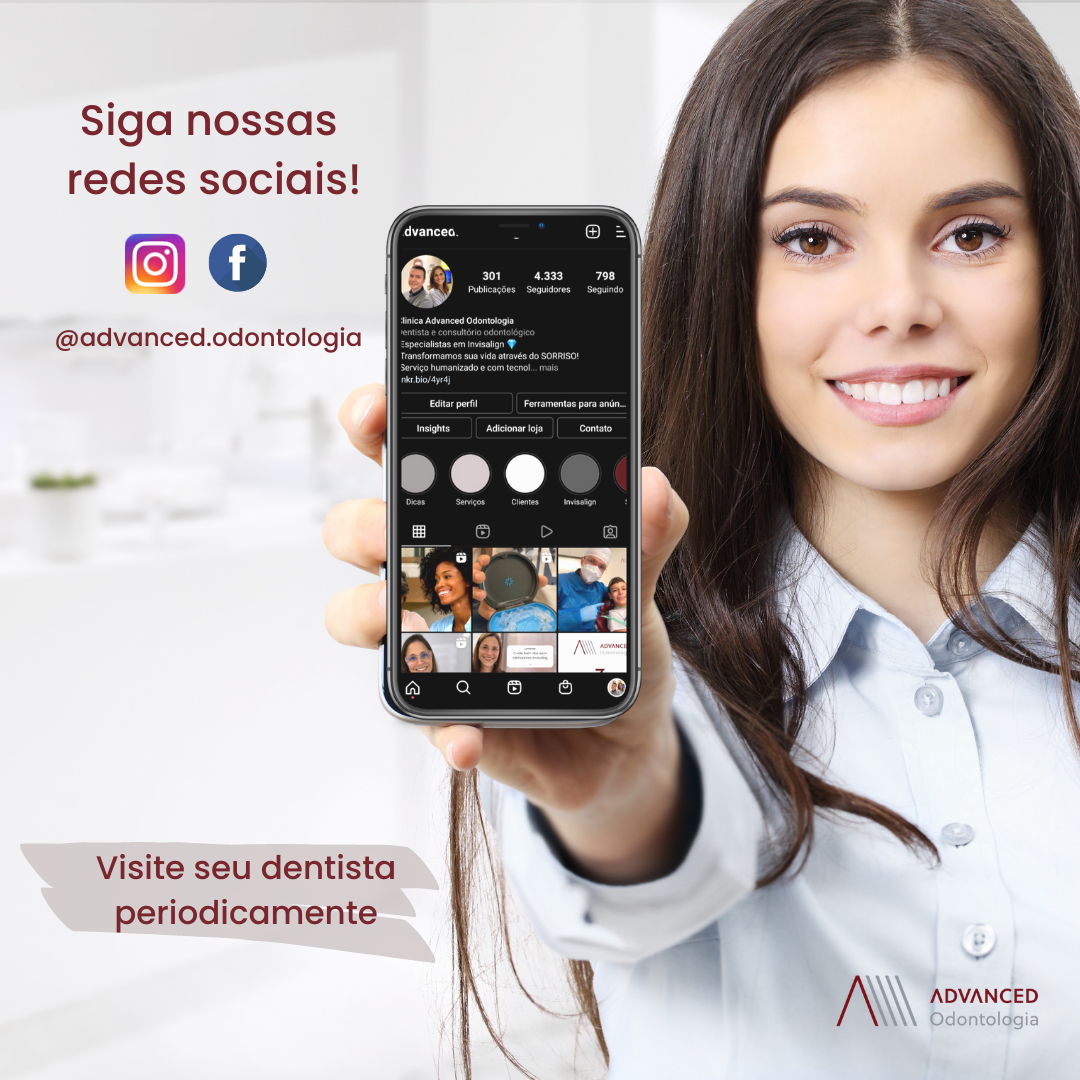 Siga nossas
redes sociais!
@advanced.odontologia
dvanced.
301 4.333 798
Publicações Seguidores Seguindo
Clínica Advanced Odontologia
Dentista e consultório odontológico
Especialistas em Invisalign 💎
Transformamos sua vida através do SORRISO!
Serviço humanizado e com tecnol... mais
lnkr.bio/4yr4j
Editar perfil Ferramentas para anún...
Insights Adicionar loja Contato
Dicas Serviços Clientes Invisalign
Visite seu dentista
periodicamente
ADVANCED
Odontologia